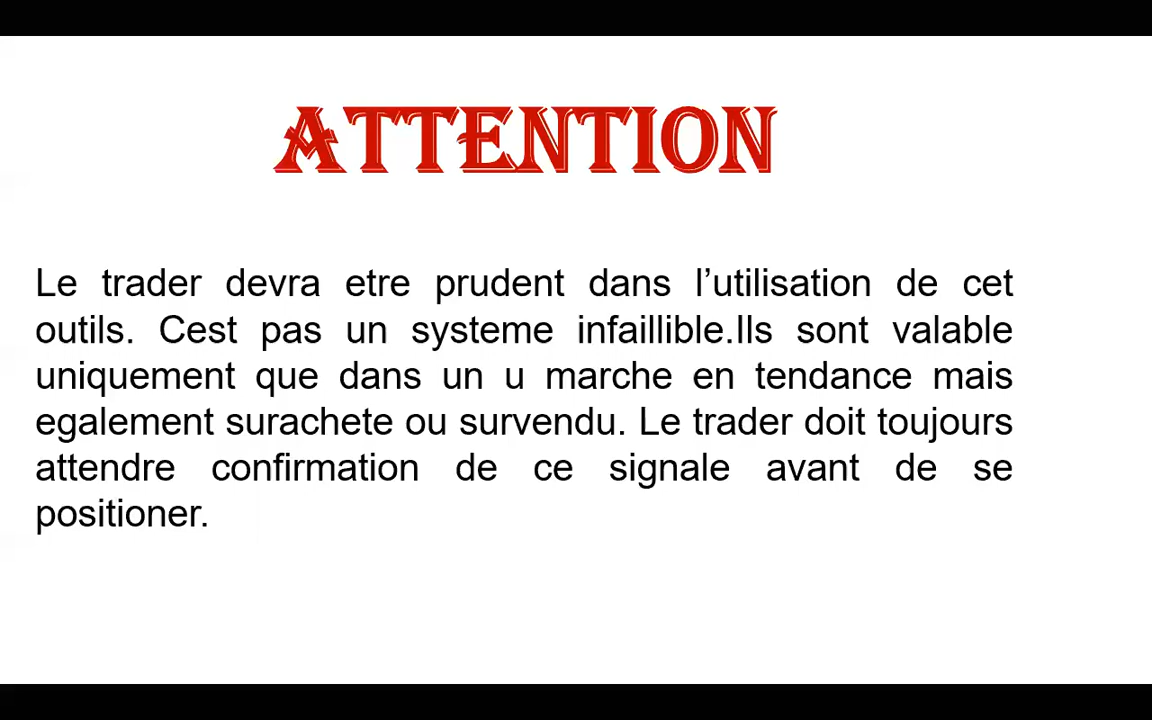 ATTENTION
Le trader devra etre prudent dans l’utilisation de cet
outils. Cest pas un systeme infaillible.Ils sont valable
uniquement que dans un u marche en tendance mais
egalement surachete ou survendu. Le trader doit toujours
attendre confirmation de ce signale avant de se
positioner.